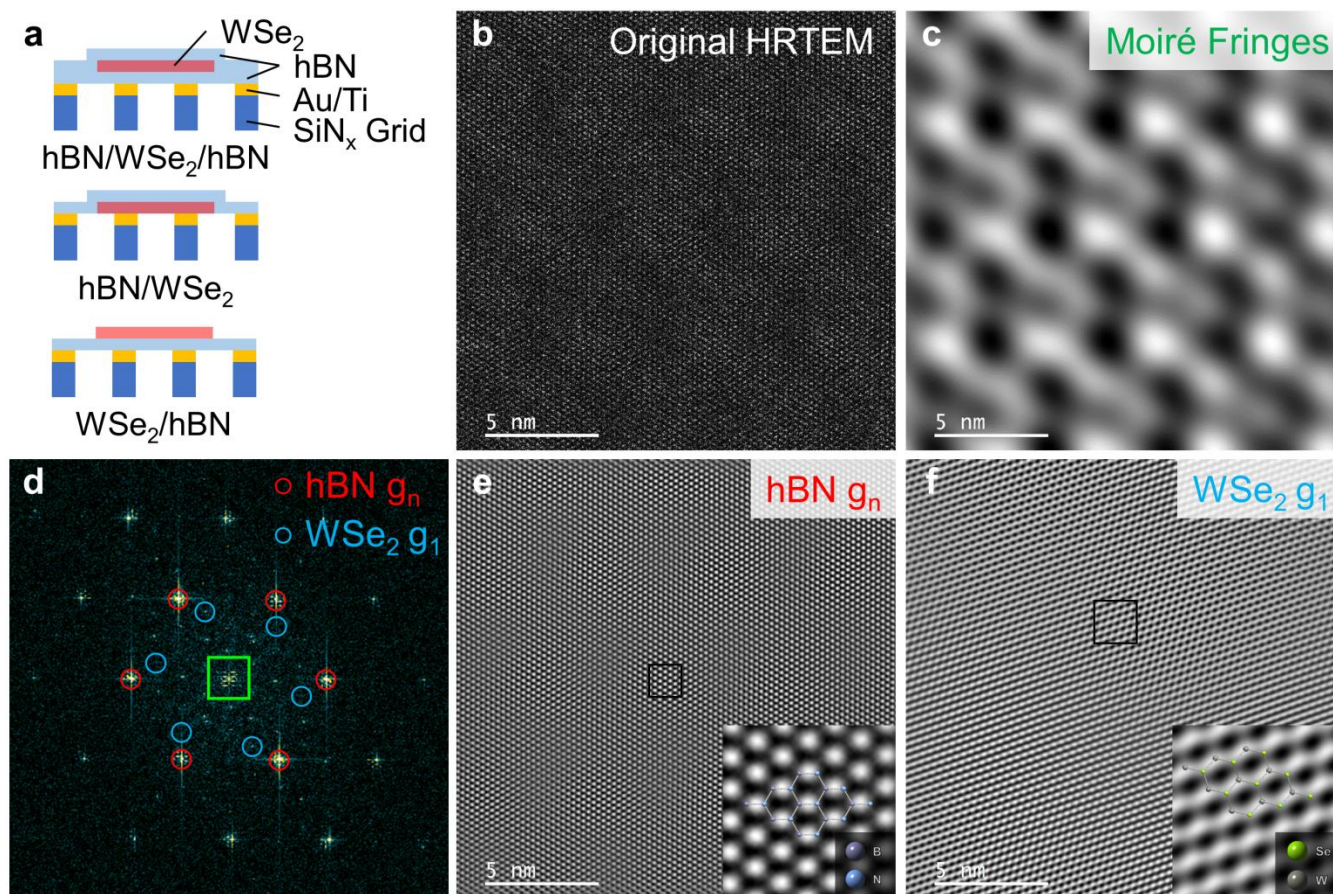 a
WSe₂
hBN
Au/Ti
SiNₓ Grid
hBN/WSe₂/hBN
hBN/WSe₂
WSe₂/hBN
b
Original HRTEM
5 nm
c
Moiré Fringes
5 nm
d
hBN gₙ
WSe₂ g₁
e
hBN gₙ
5 nm
B
N
f
WSe₂ g₁
5 nm
Se
W